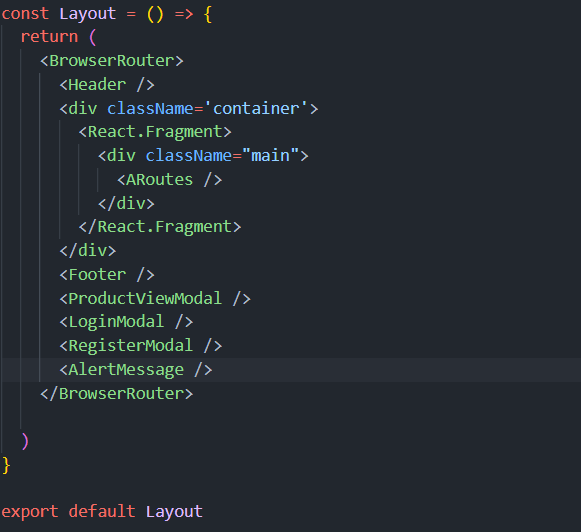 const Layout = () => {
  return (
    <BrowserRouter>
      <Header />
      <div className='container'>
        <React.Fragment>
          <div className="main">
            <ARoutes />
          </div>
        </React.Fragment>
      </div>
      <Footer />
      <ProductViewModal />
      <LoginModal />
      <RegisterModal />
      <AlertMessage />
    </BrowserRouter>

  )
}

export default Layout